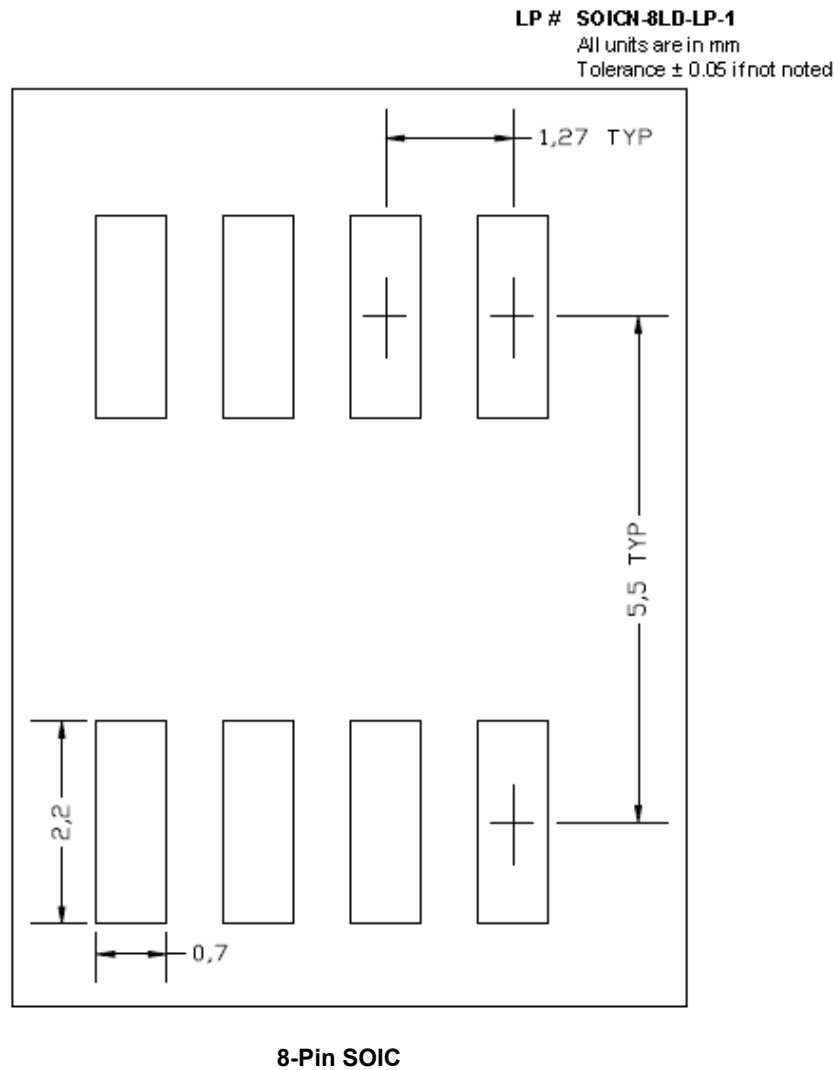 LP # SOICN-8LD-LP-1
All units are in mm
Tolerance ± 0.05 if not noted
1,27 TYP
5,5 TYP
2,2
0,7
8-Pin SOIC